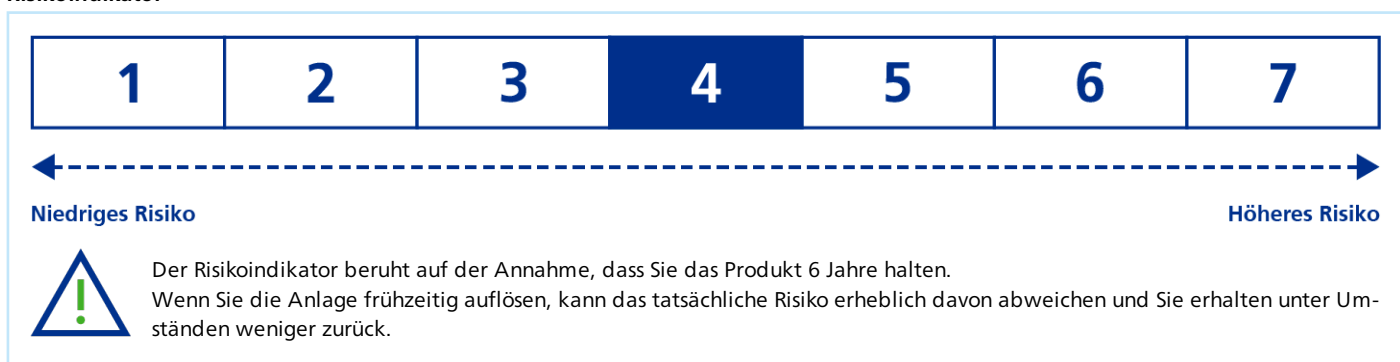 Risikoindikator
1 2 3 4 5 6 7
Niedriges Risiko Höheres Risiko
Der Risikoindikator beruht auf der Annahme, dass Sie das Produkt 6 Jahre halten.
Wenn Sie die Anlage frühzeitig auflösen, kann das tatsächliche Risiko erheblich davon abweichen und Sie erhalten unter Um-
ständen weniger zurück.